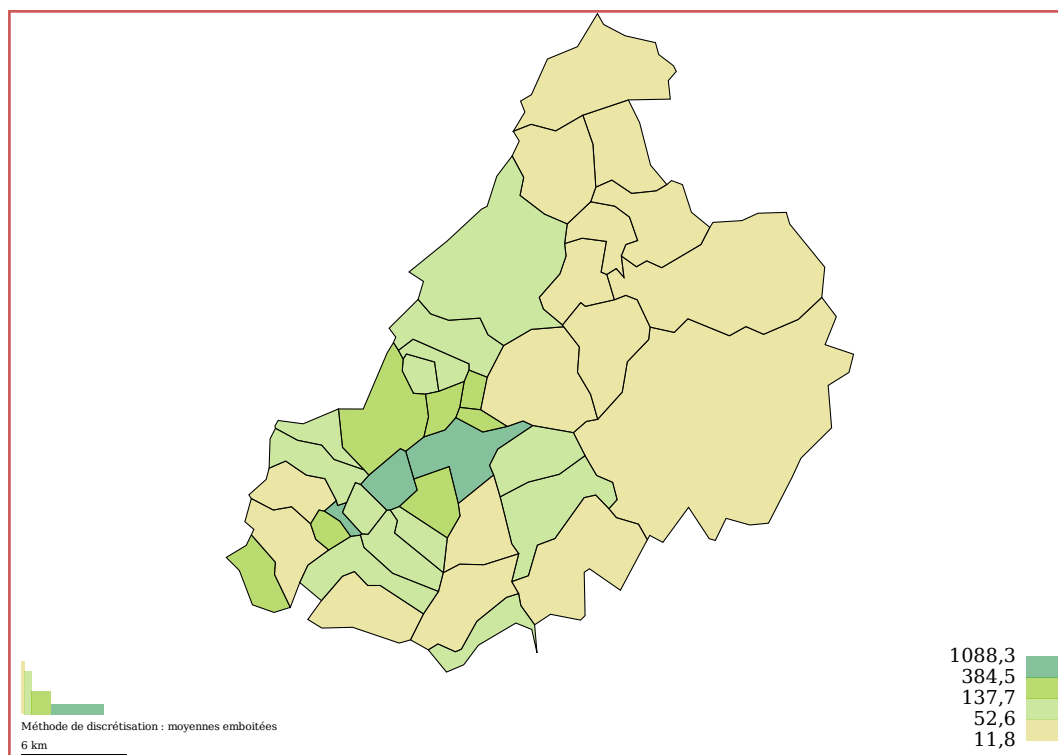 1088,3
384,5
137,7
52,6
11,8
Méthode de discrétisation : moyennes emboitées
6 km